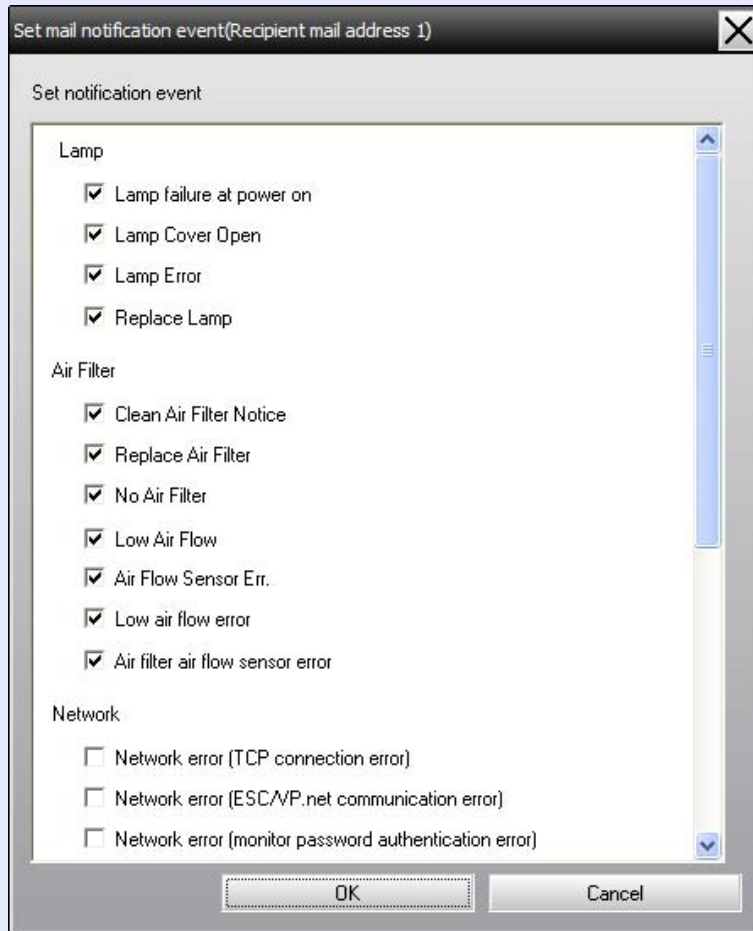 Set mail notification event(Recipient mail address 1)
Set notification event
Lamp
Lamp failure at power on
Lamp Cover Open
Lamp Error
Replace Lamp
Air Filter
Clean Air Filter Notice
Replace Air Filter
No Air Filter
Low Air Flow
Air Flow Sensor Err.
Low air flow error
Air filter air flow sensor error
Network
Network error (TCP connection error)
Network error (ESC/VP.net communication error)
Network error (monitor password authentication error)
OK Cancel